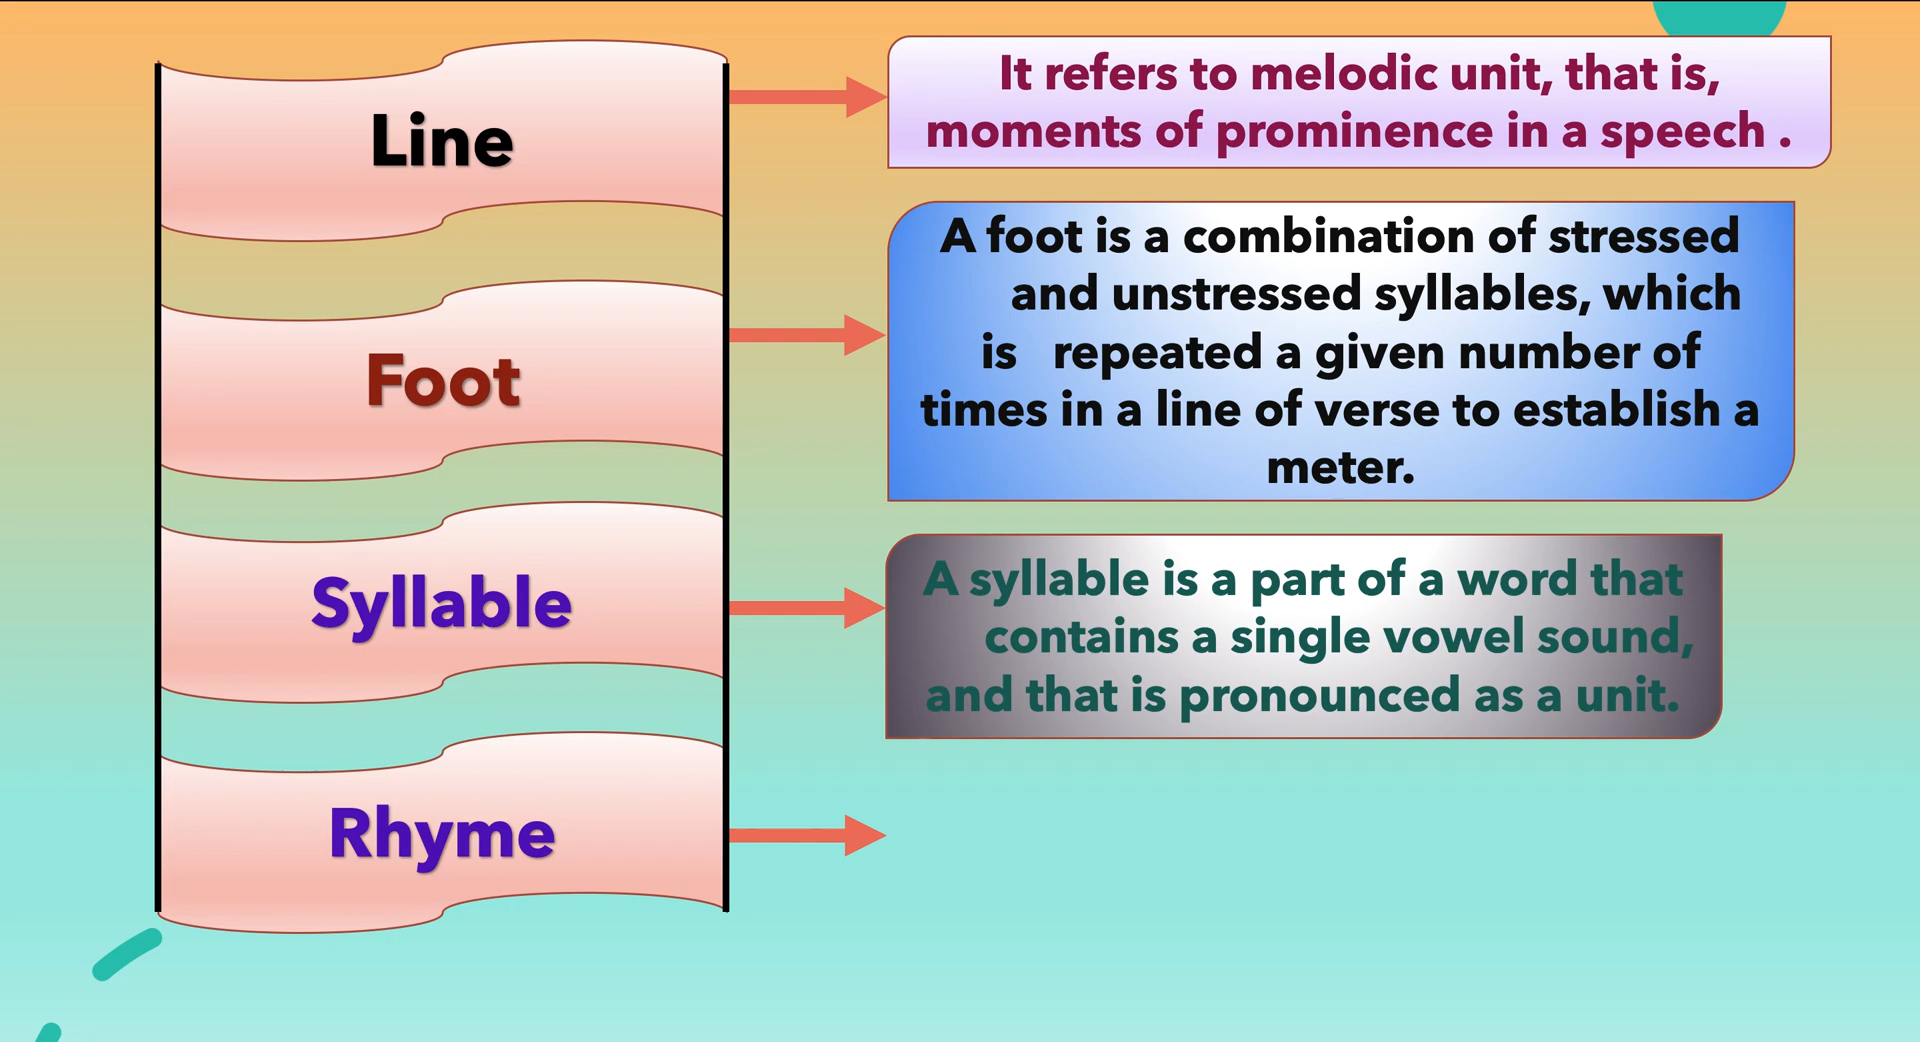 Line
It refers to melodic unit, that is,
moments of prominence in a speech .
Foot
A foot is a combination of stressed
and unstressed syllables, which
is repeated a given number of
times in a line of verse to establish a
meter.
Syllable
A syllable is a part of a word that
contains a single vowel sound,
and that is pronounced as a unit.
Rhyme